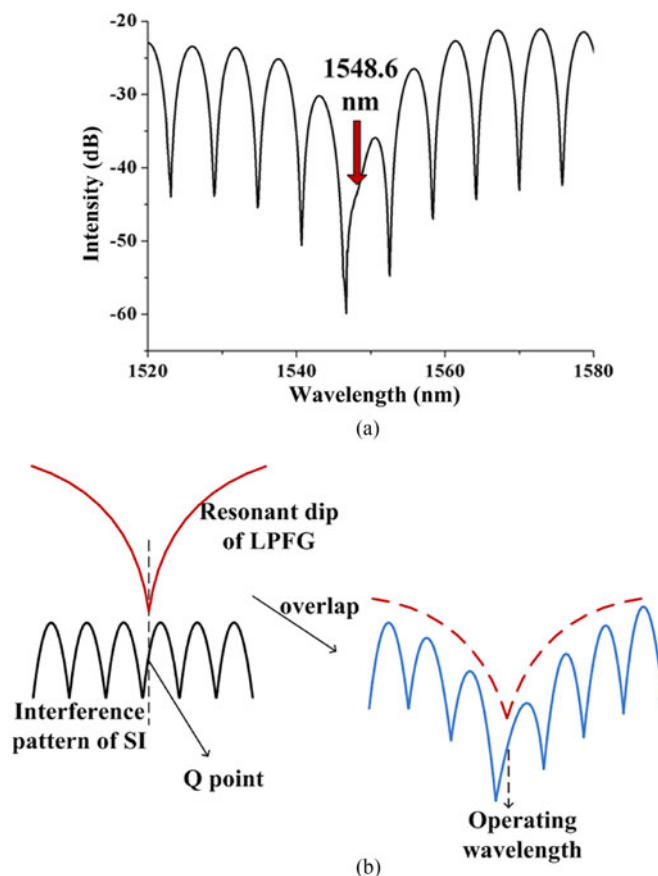 -20
-30
-40
-50
-60
Intensity (dB)
1548.6
nm
1520
1540
1560
1580
Wavelength (nm)
(a)
Resonant dip
of LPFG
overlap
Interference
pattern of SI
Q point
Operating
wavelength
(b)